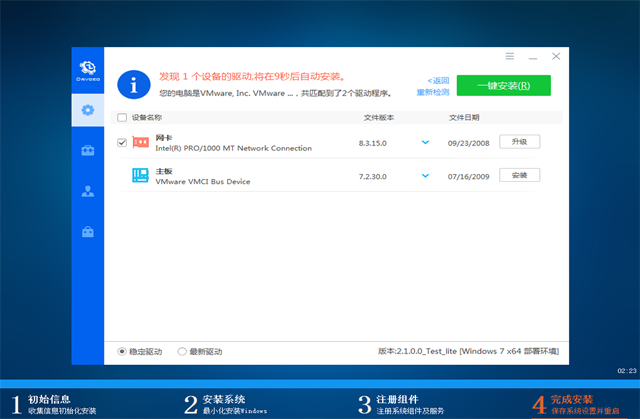 发现 1 个设备的驱动,将在9秒后自动安装。
您的电脑是VMware, Inc. VMware ...，共匹配到了2个驱动程序。
<返回
重新检测
一键安装(R)
设备名称 文件版本 文件日期
网卡
Intel(R) PRO/1000 MT Network Connection 8.3.15.0 09/23/2008 升级
主板
VMware VMCI Bus Device 7.2.30.0 07/16/2009 安装
稳定驱动 最新驱动 版本:2.1.0.0_Test_lite [Windows 7 x64 部署环境]
02:23
1 初始信息
收集信息初始化安装
2 安装系统
最小化安装Windows
3 注册组件
注册系统组件及服务
4 完成安装
保存系统设置并重启